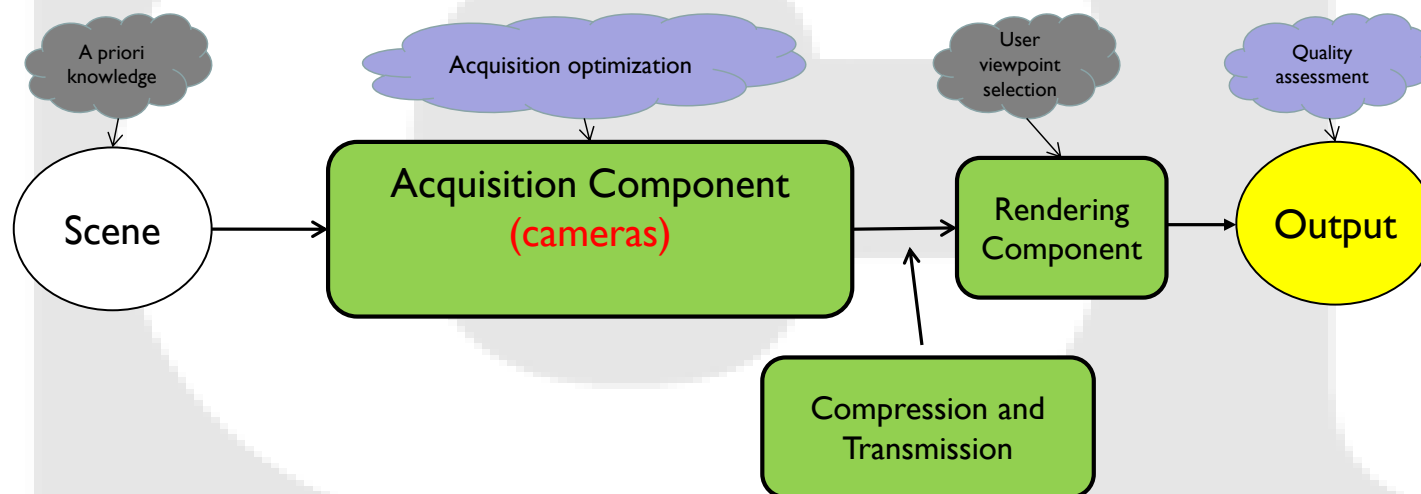 A priori
knowledge
Acquisition optimization
User
viewpoint
selection
Quality
assessment
Scene
Acquisition Component
(cameras)
Rendering
Component
Output
Compression and
Transmission